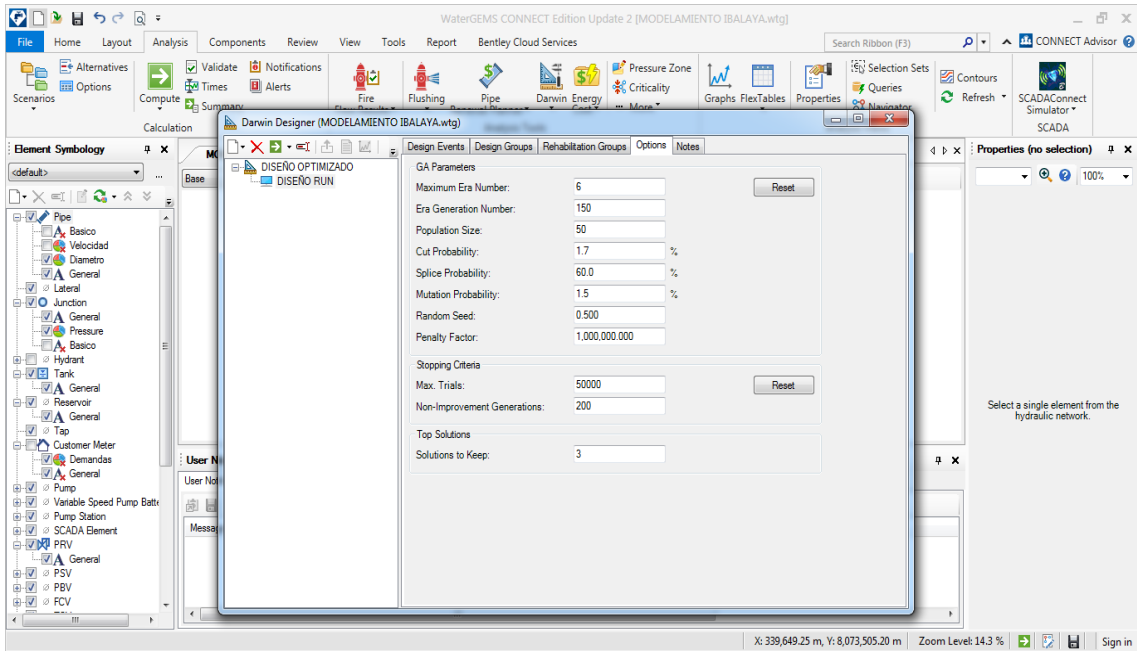 WaterGEMS CONNECT Edition Update 2 [MODELAMIENTO IBALAYA.wtg]
File Home Layout Analysis Components Review View Tools Report Bentley Cloud Services
Search Ribbon (F3)
CONNECT Advisor
Scenarios
Alternatives
Options
Compute
Validate
Times
Summary
Notifications
Alerts
Calculation
Fire
Flushing
Pipe
Darwin
Energy
Pressure Zone
Criticality
More
Analysis Tools
Graphs
FlexTables
Properties
Selection Sets
Queries
Navigator
Contours
Refresh
SCADAConnect
Simulator
SCADA
Element Symbology
<default>
Pipe
Basico
Velocidad
Diametro
General
Lateral
Junction
General
Pressure
Basico
Hydrant
Tank
General
Reservoir
General
Tap
Customer Meter
Demandas
General
Pump
Variable Speed Pump Batte
Pump Station
SCADA Element
PRV
General
PSV
PBV
FCV
Base
User Not
Darwin Designer (MODELAMIENTO IBALAYA.wtg)
DISEÑO OPTIMIZADO
DISEÑO RUN
Design Events Design Groups Rehabilitation Groups Options Notes
GA Parameters
Maximum Era Number: 6 Reset
Era Generation Number: 150
Population Size: 50
Cut Probability: 1.7 %
Splice Probability: 60.0 %
Mutation Probability: 1.5 %
Random Seed: 0.500
Penalty Factor: 1,000,000.000
Stopping Criteria
Max. Trials: 50000 Reset
Non-Improvement Generations: 200
Top Solutions
Solutions to Keep: 3
Properties (no selection)
100%
Select a single element from the
hydraulic network.
X: 339,649.25 m, Y: 8,073,505.20 m Zoom Level: 14.3 % Sign in